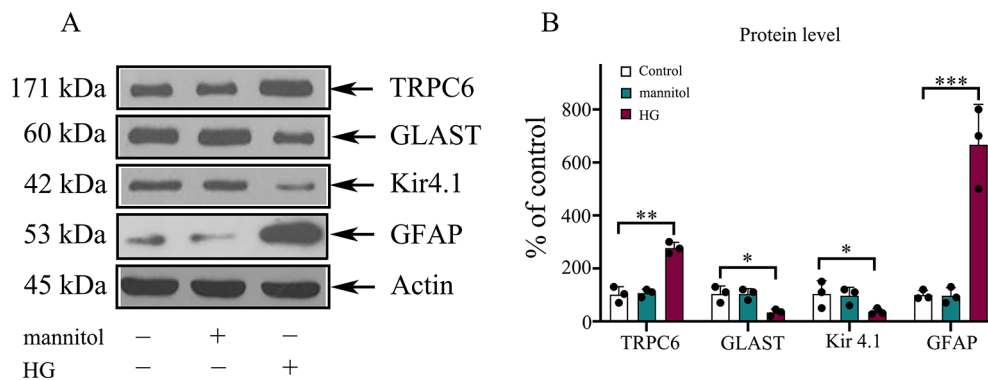 A
171 kDa TRPC6
60 kDa GLAST
42 kDa Kir4.1
53 kDa GFAP
45 kDa Actin
mannitol – + –
HG – – +
B
Protein level
Control
mannitol
HG
% of control
800
600
400
200
0
** * * ***
TRPC6 GLAST Kir 4.1 GFAP